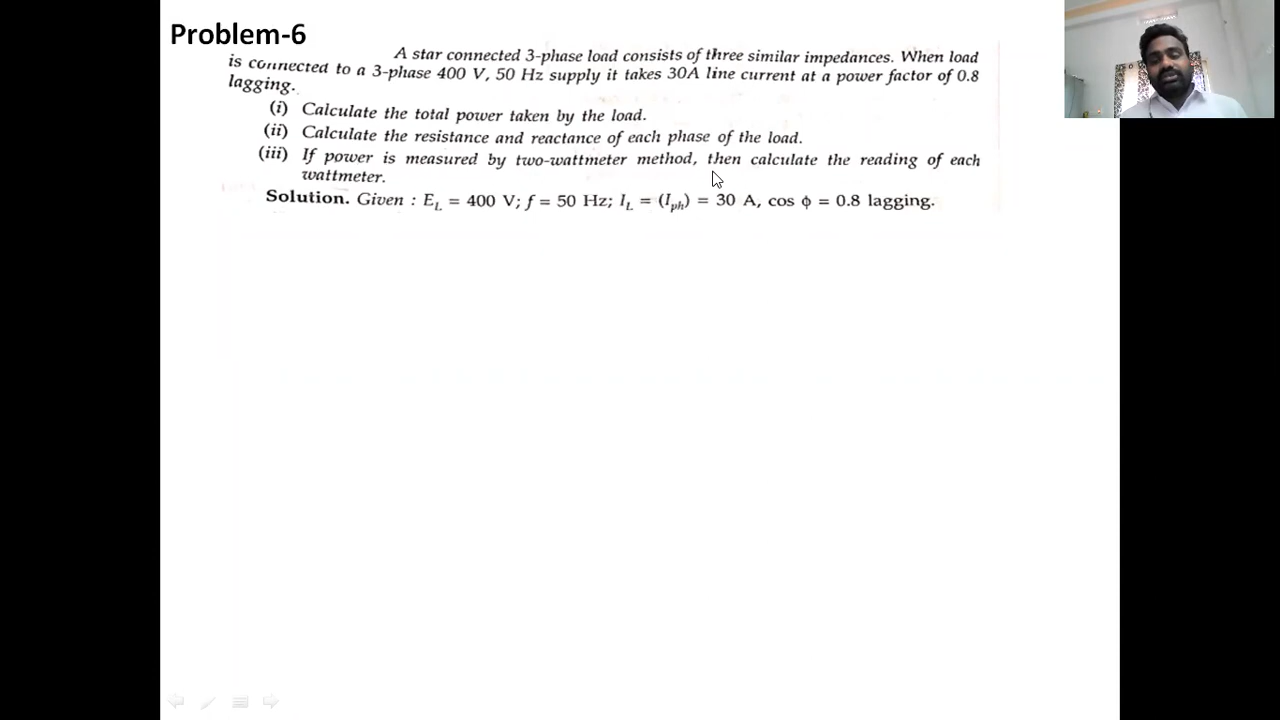 Problem-6
A star connected 3-phase load consists of three similar impedances. When load
is connected to a 3-phase 400 V, 50 Hz supply it takes 30A line current at a power factor of 0.8
lagging.
(i) Calculate the total power taken by the load.
(ii) Calculate the resistance and reactance of each phase of the load.
(iii) If power is measured by two-wattmeter method, then calculate the reading of each
wattmeter.
Solution. Given : E_L = 400 V; f = 50 Hz; I_L = (I_ph) = 30 A, cos ϕ = 0.8 lagging.